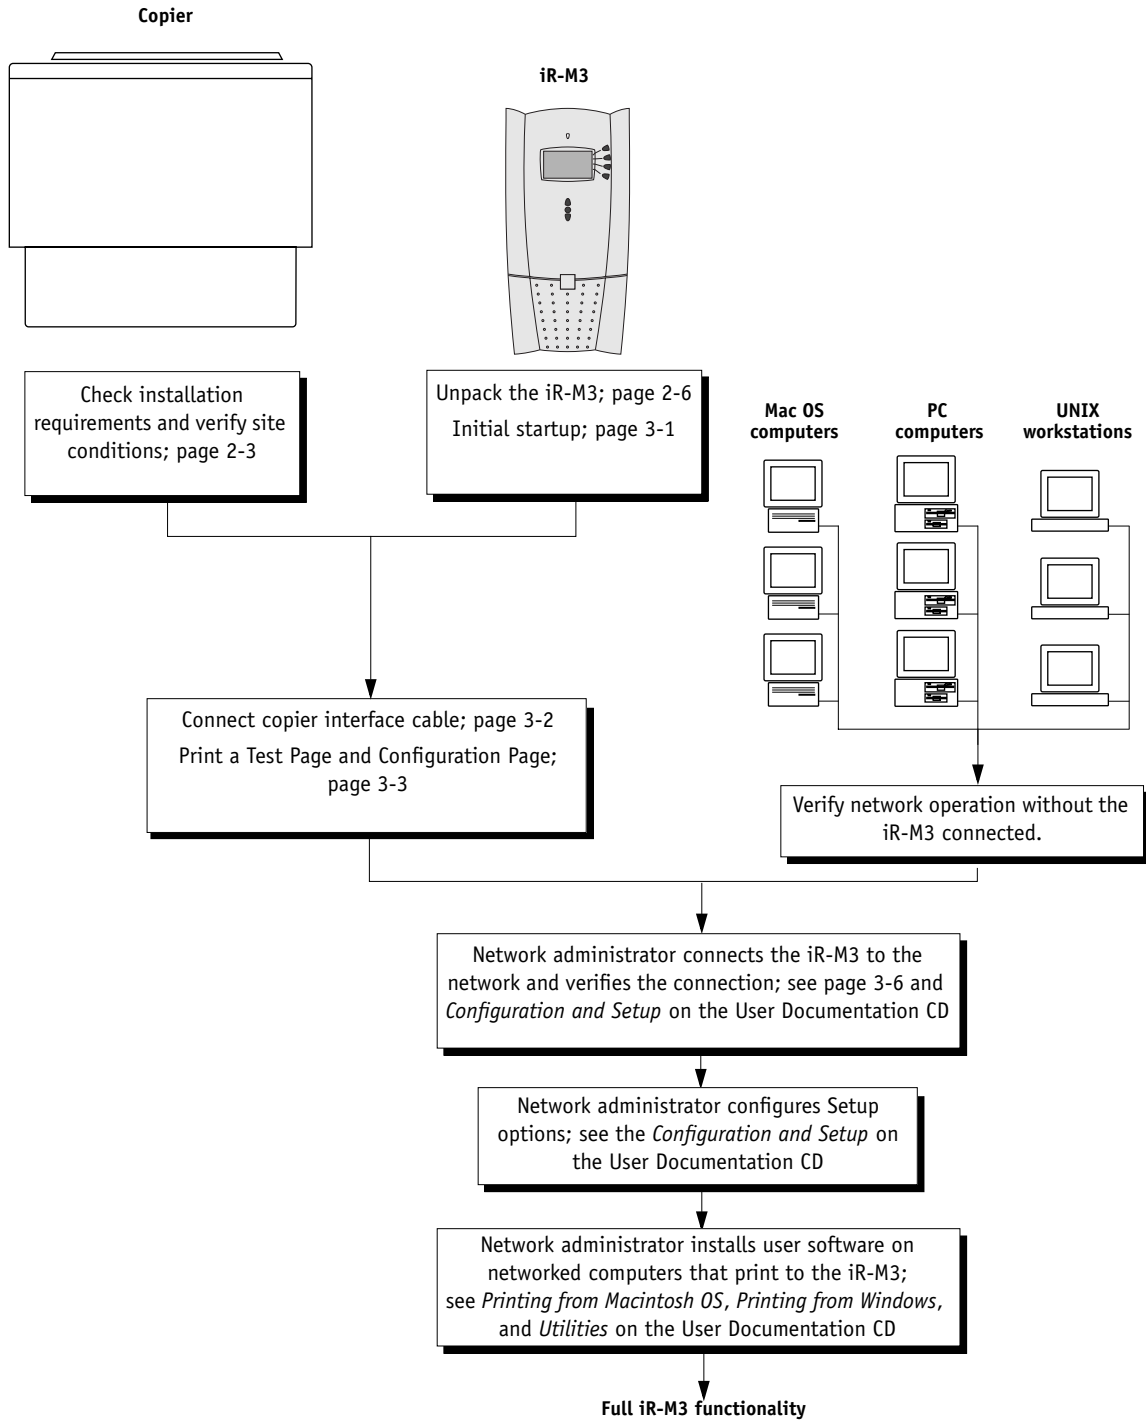 Copier
iR-M3
Check installation
requirements and verify site
conditions; page 2-3
Unpack the iR-M3; page 2-6
Initial startup; page 3-1
Mac OS
computers
PC
computers
UNIX
workstations
Connect copier interface cable; page 3-2
Print a Test Page and Configuration Page;
page 3-3
Verify network operation without the
iR-M3 connected.
Network administrator connects the iR-M3 to the
network and verifies the connection; see page 3-6 and
Configuration and Setup on the User Documentation CD
Network administrator configures Setup
options; see the Configuration and Setup on
the User Documentation CD
Network administrator installs user software on
networked computers that print to the iR-M3;
see Printing from Macintosh OS, Printing from Windows,
and Utilities on the User Documentation CD
Full iR-M3 functionality